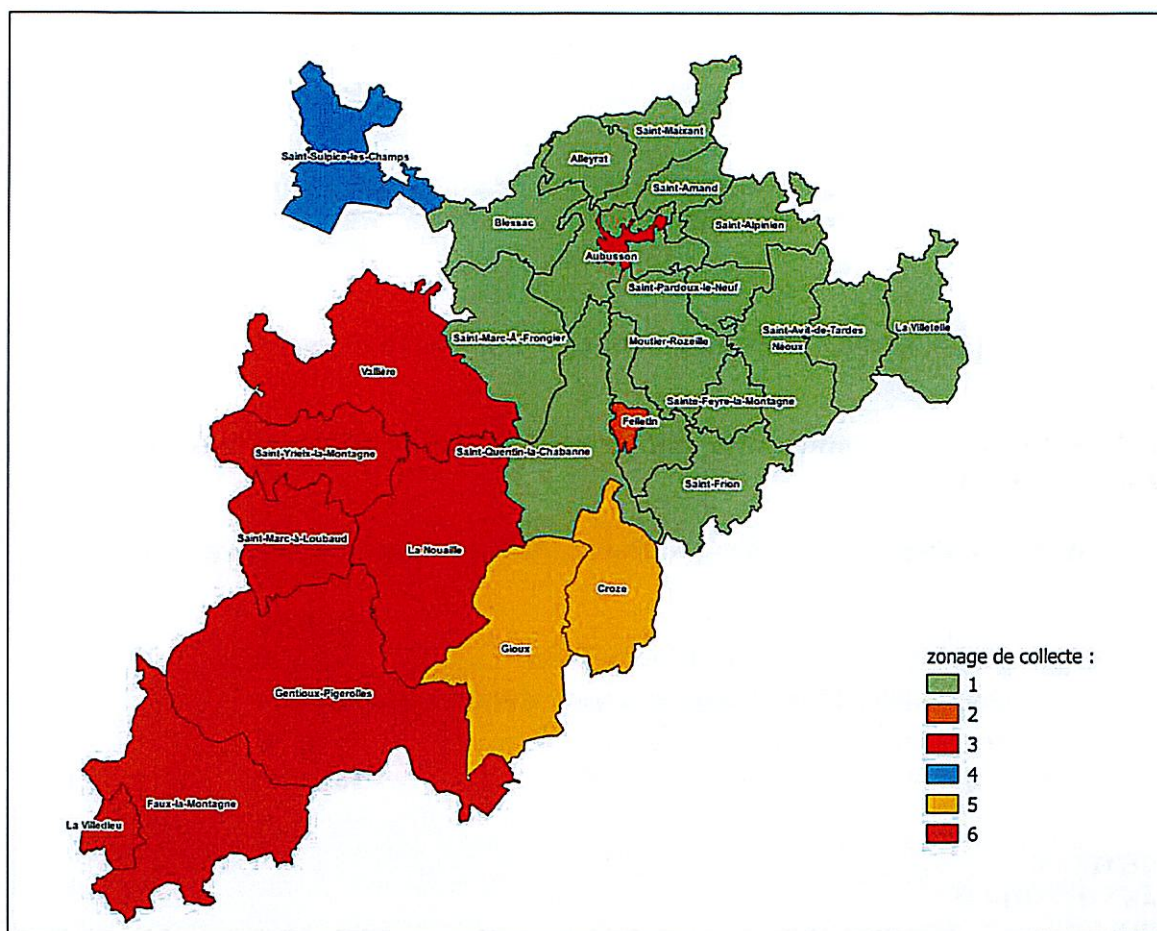 Saint-Maixant
Saint-Sulpice-les-Champs
Alleyrat
Saint-Amand
Blessac
Saint-Alpinien
Aubusson
Saint-Pardoux-le-Neuf
Saint-Avit-de-Tardes
La Villetelle
Saint-Marc-A'-Frongier
Moutier-Rozeille
Néoux
Vallière
Sainte-Feyre-la-Montagne
Felletin
Saint-Yrieix-la-Montagne
Saint-Quentin-la-Chabanne
Saint-Frion
Saint-Marc-à-Loubaud
La Nouaille
Croze
Gioux
Gentioux-Pigerolles
Faux-la-Montagne
La Villedieu
zonage de collecte :
1
2
3
4
5
6